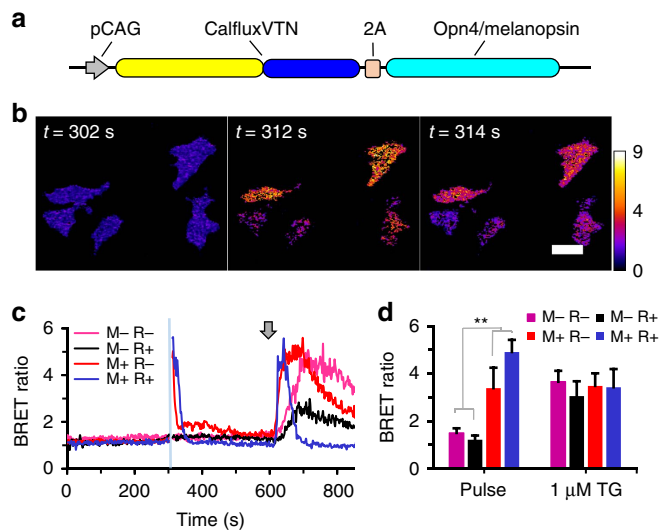 a
pCAG
CalfluxVTN
2A
Opn4/melanopsin
b
t = 302 s
312 s
314 s
9
4
0
c
M– R–
M– R+
M+ R–
M+ R+
BRET ratio
6
4
2
0
0
200
400
600
800
Time (s)
d
M– R–
M– R+
M+ R–
M+ R+
**
BRET ratio
6
4
2
0
Pulse
1 μM TG